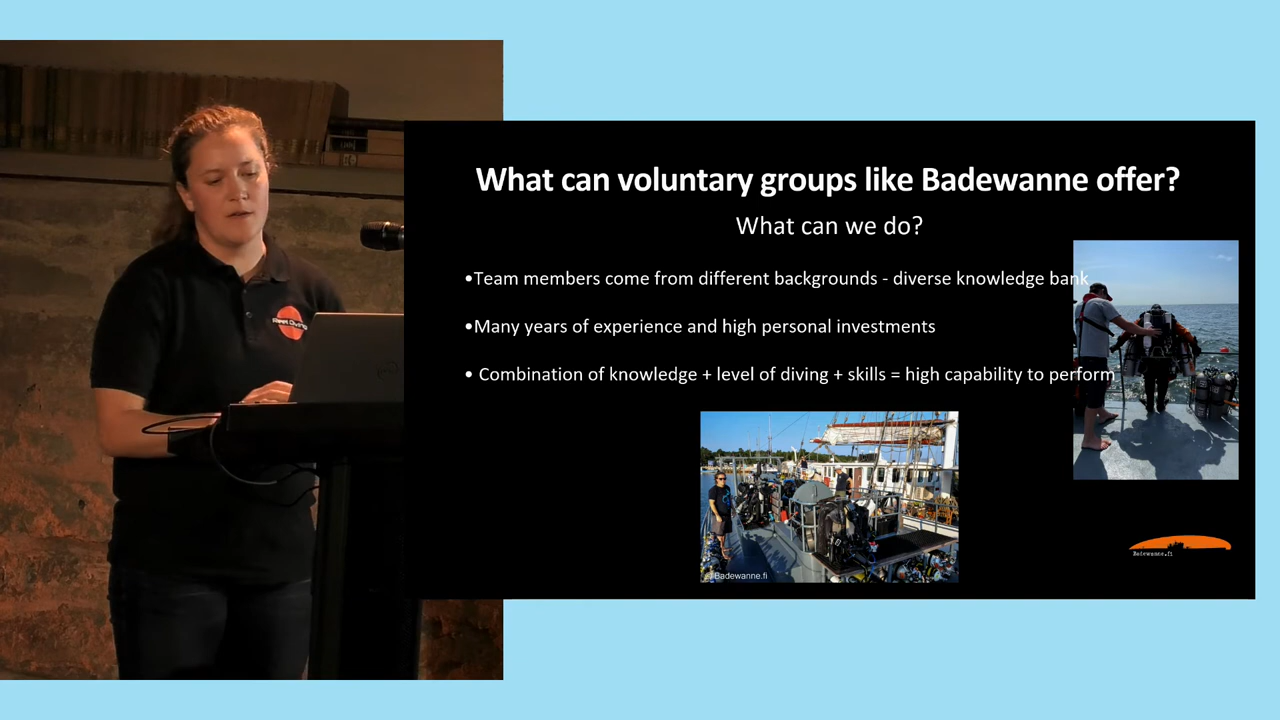 What can voluntary groups like Badewanne offer?
What can we do?
•Team members come from different backgrounds - diverse knowledge bank
•Many years of experience and high personal investments
• Combination of knowledge + level of diving + skills = high capability to perform
Badewanne.fi
Badewanne.fi